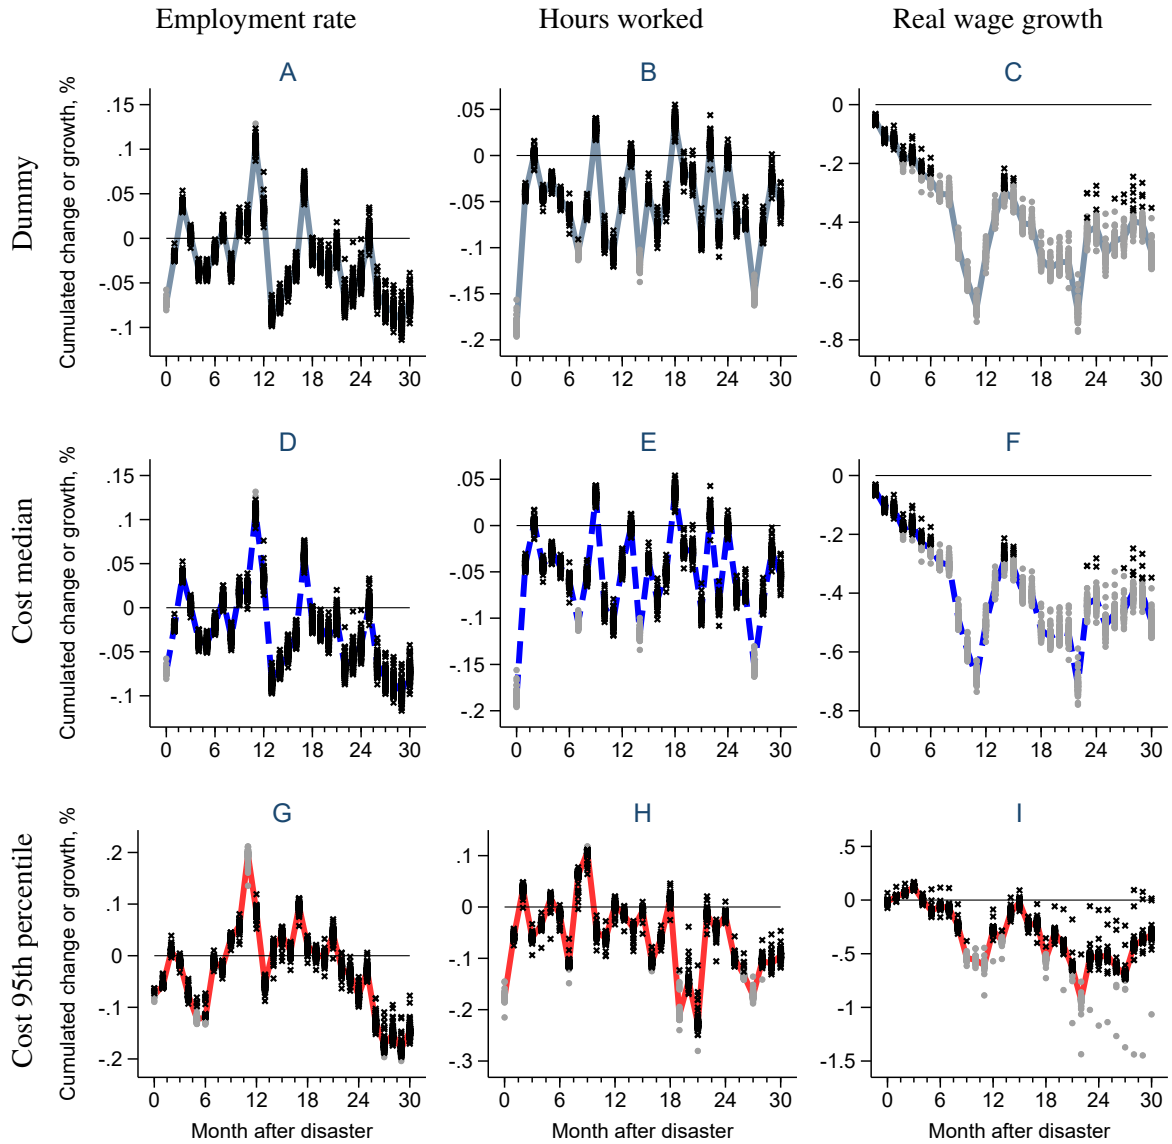 Employment rate Hours worked Real wage growth
Dummy
A
Cumulated change or growth, %
.15
.1
.05
0
-.05
-.1
0 6 12 18 24 30
B
.05
0
-.05
-.1
-.15
-.2
0 6 12 18 24 30
C
0
-.2
-.4
-.6
-.8
0 6 12 18 24 30
Cost median
D
Cumulated change or growth, %
.15
.1
.05
0
-.05
-.1
0 6 12 18 24 30
E
.05
0
-.05
-.1
-.15
-.2
0 6 12 18 24 30
F
0
-.2
-.4
-.6
-.8
0 6 12 18 24 30
Cost 95th percentile
G
Cumulated change or growth, %
.2
.1
0
-.1
-.2
0 6 12 18 24 30
Month after disaster
H
.1
0
-.1
-.2
-.3
0 6 12 18 24 30
Month after disaster
I
.5
0
-.5
-1
-1.5
0 6 12 18 24 30
Month after disaster